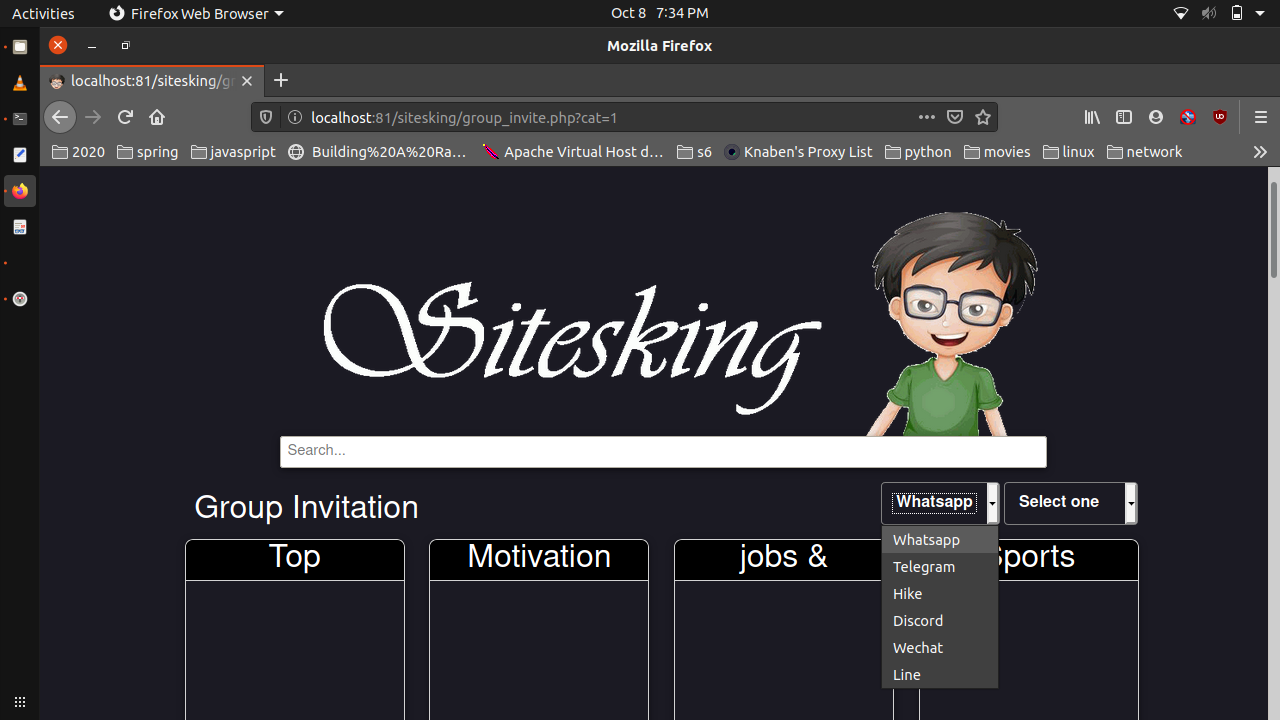 Activities Firefox Web Browser Oct 8 7:34 PM
Mozilla Firefox
localhost:81/sitesking/gr
localhost:81/sitesking/group_invite.php?cat=1
2020 spring javascript Building%20A%20Ra... Apache Virtual Host d... s6 Knaben's Proxy List python movies linux network
Sitesking
Search...
Group Invitation Whatsapp Select one
Top Motivation jobs & Sports
Whatsapp
Telegram
Hike
Discord
Wechat
Line